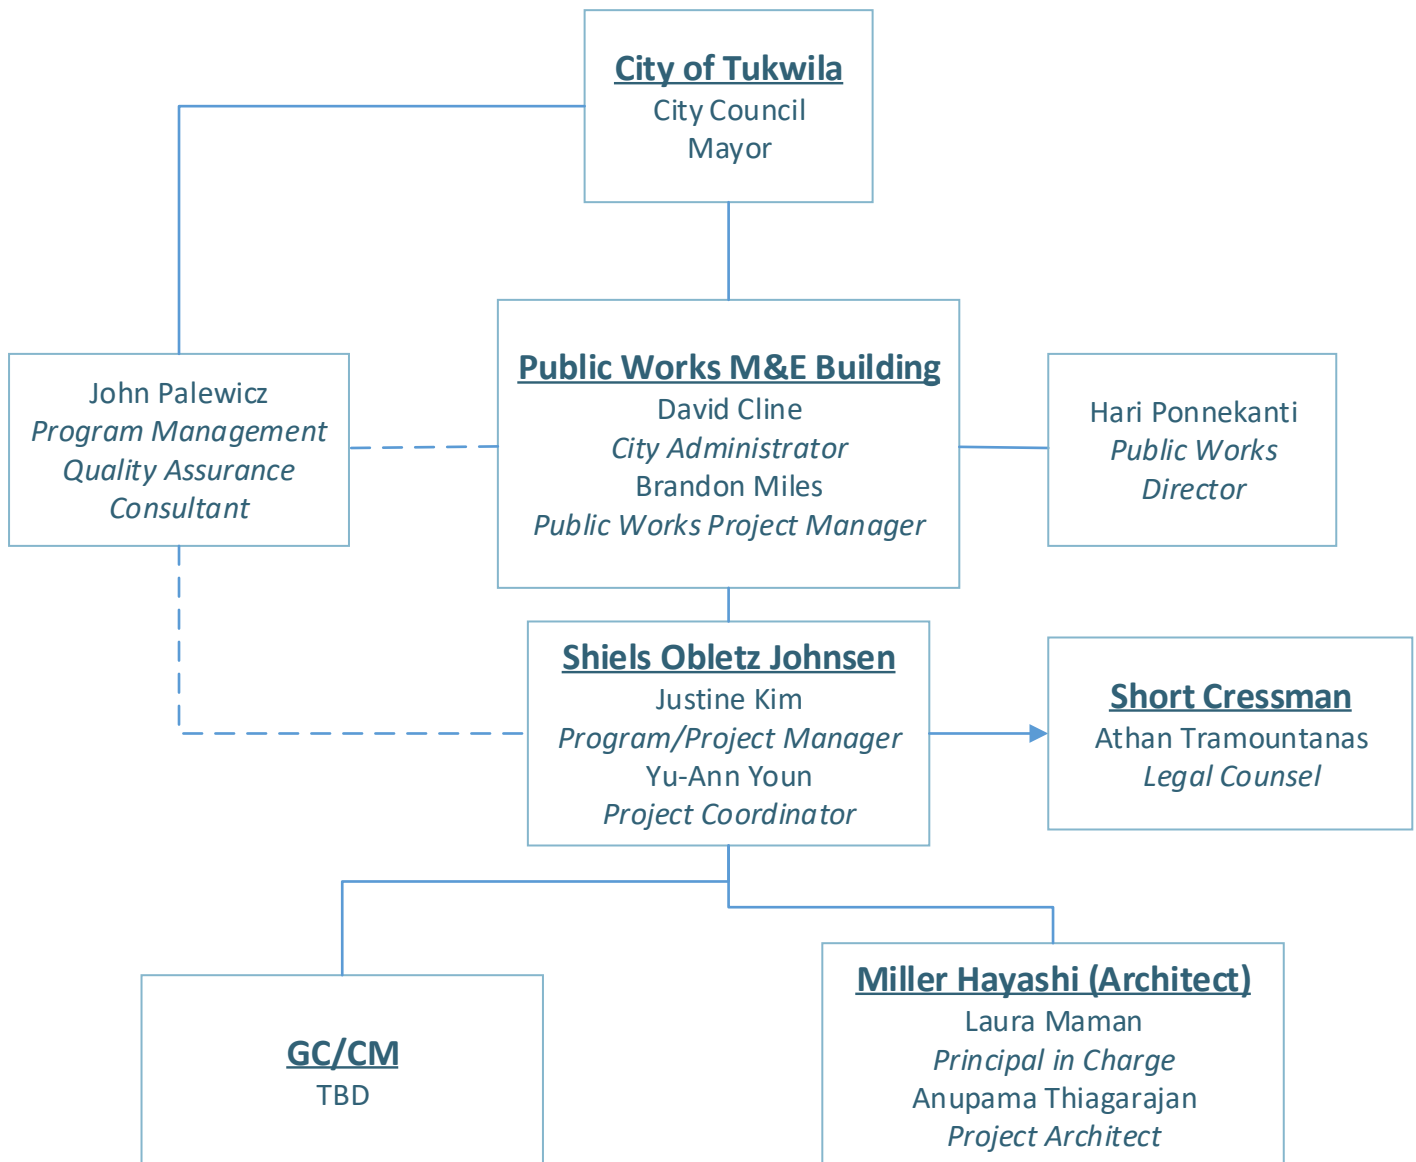 City of Tukwila
City Council
Mayor
John Palewicz
Program Management
Quality Assurance
Consultant
Public Works M&E Building
David Cline
City Administrator
Brandon Miles
Public Works Project Manager
Hari Ponnekanti
Public Works
Director
Shiels Obletz Johnsen
Justine Kim
Program/Project Manager
Yu-Ann Youn
Project Coordinator
Short Cressman
Athan Tramountanas
Legal Counsel
GC/CM
TBD
Miller Hayashi (Architect)
Laura Maman
Principal in Charge
Anupama Thiagarajan
Project Architect